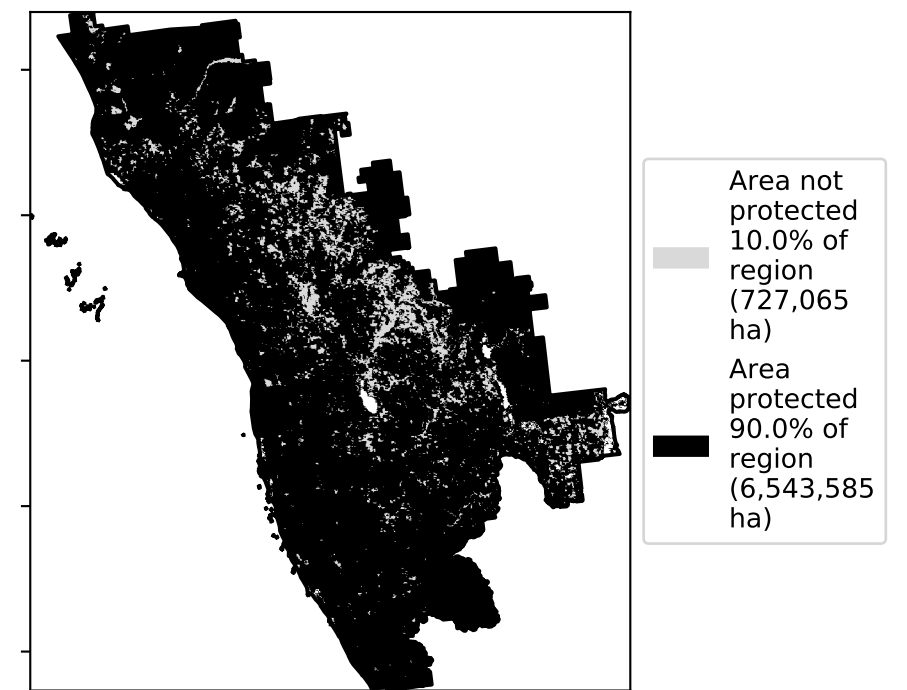 Area not
protected
10.0% of
region
(727,065
ha)
Area
protected
90.0% of
region
(6,543,585
ha)